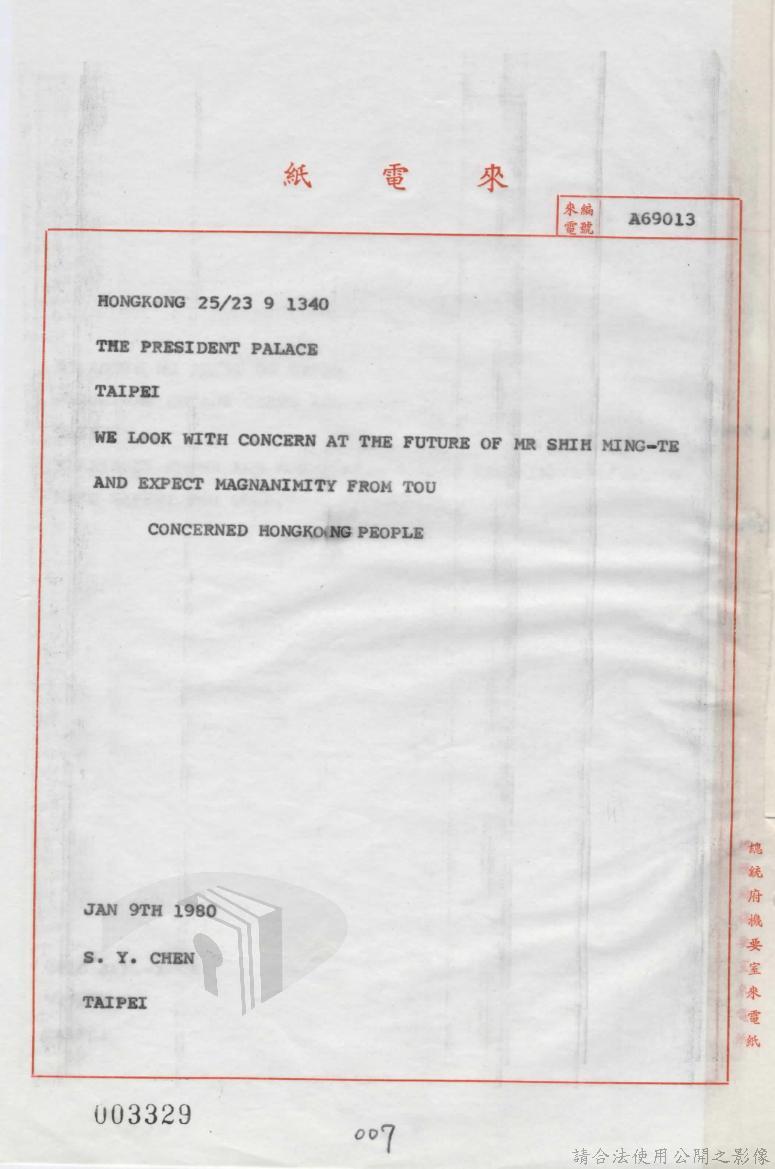 紙 電 來
來電 編號 A69013
HONGKONG 25/23 9 1340
THE PRESIDENT PALACE
TAIPEI
WE LOOK WITH CONCERN AT THE FUTURE OF MR SHIH MING-TE
AND EXPECT MAGNANIMITY FROM TOU
CONCERNED HONGKONG PEOPLE
JAN 9TH 1980
S. Y. CHEN
TAIPEI
總統府機要室來電紙
003329
007
請合法使用公開之影像